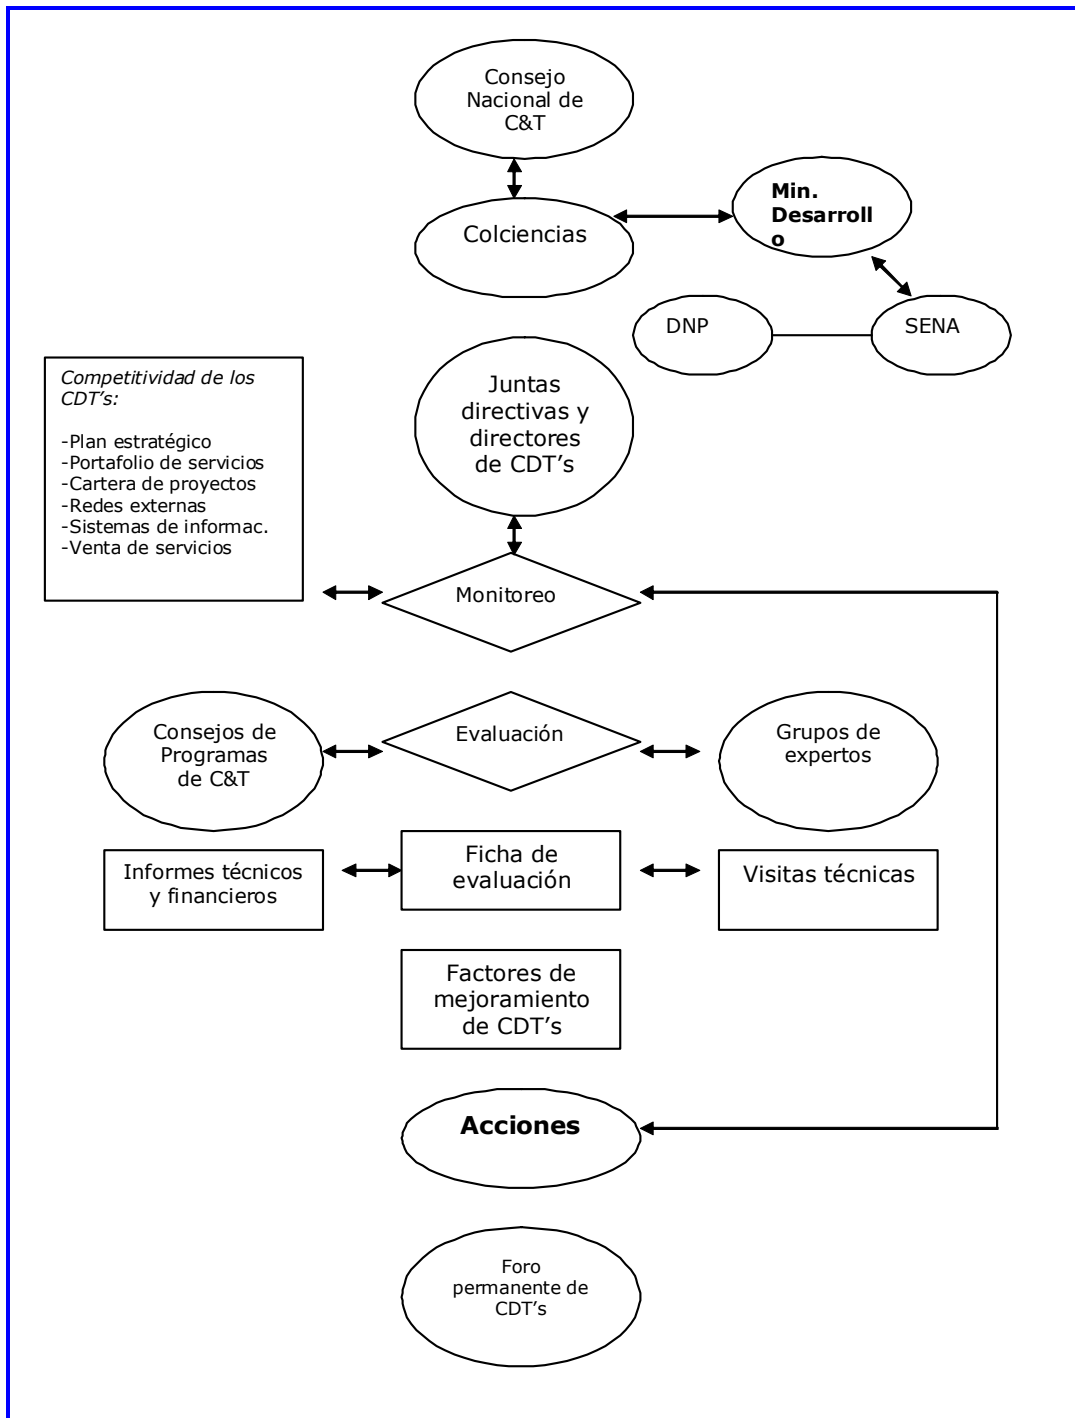 Consejo
Nacional de
C&T
Min.
Desarroll
o
Colciencias
DNP
SENA
Competitividad de los
CDT’s:
-Plan estratégico
-Portafolio de servicios
-Cartera de proyectos
-Redes externas
-Sistemas de informac.
-Venta de servicios
Juntas
directivas y
directores
de CDT’s
Monitoreo
Consejos de
Programas
de C&T
Evaluación
Grupos de
expertos
Informes técnicos
y financieros
Ficha de
evaluación
Visitas técnicas
Factores de
mejoramiento
de CDT’s
Acciones
Foro
permanente de
CDT’s